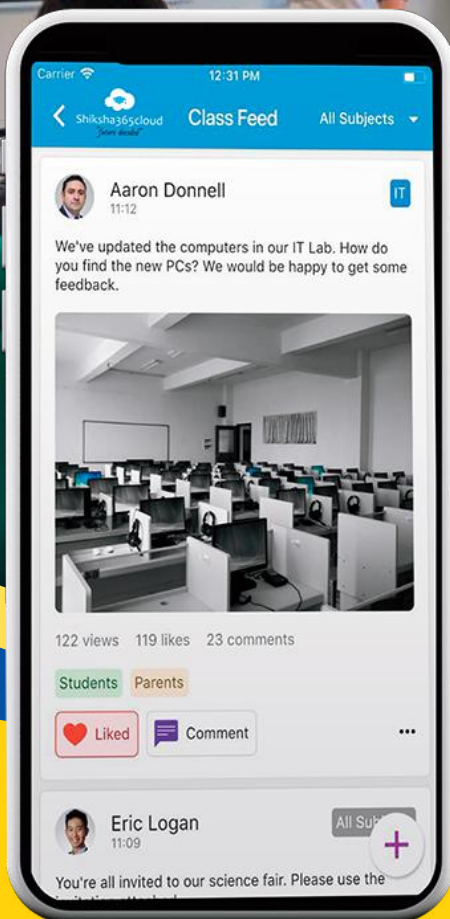 Carrier
12:31 PM
Shiksha365cloud
Class Feed
All Subjects
Aaron Donnell
11:12
IT
We've updated the computers in our IT Lab. How do
you find the new PCs? We would be happy to get some
feedback.
122 views 119 likes 23 comments
Students Parents
Liked
Comment
Eric Logan
11:09
All
You're all invited to our science fair. Please use the